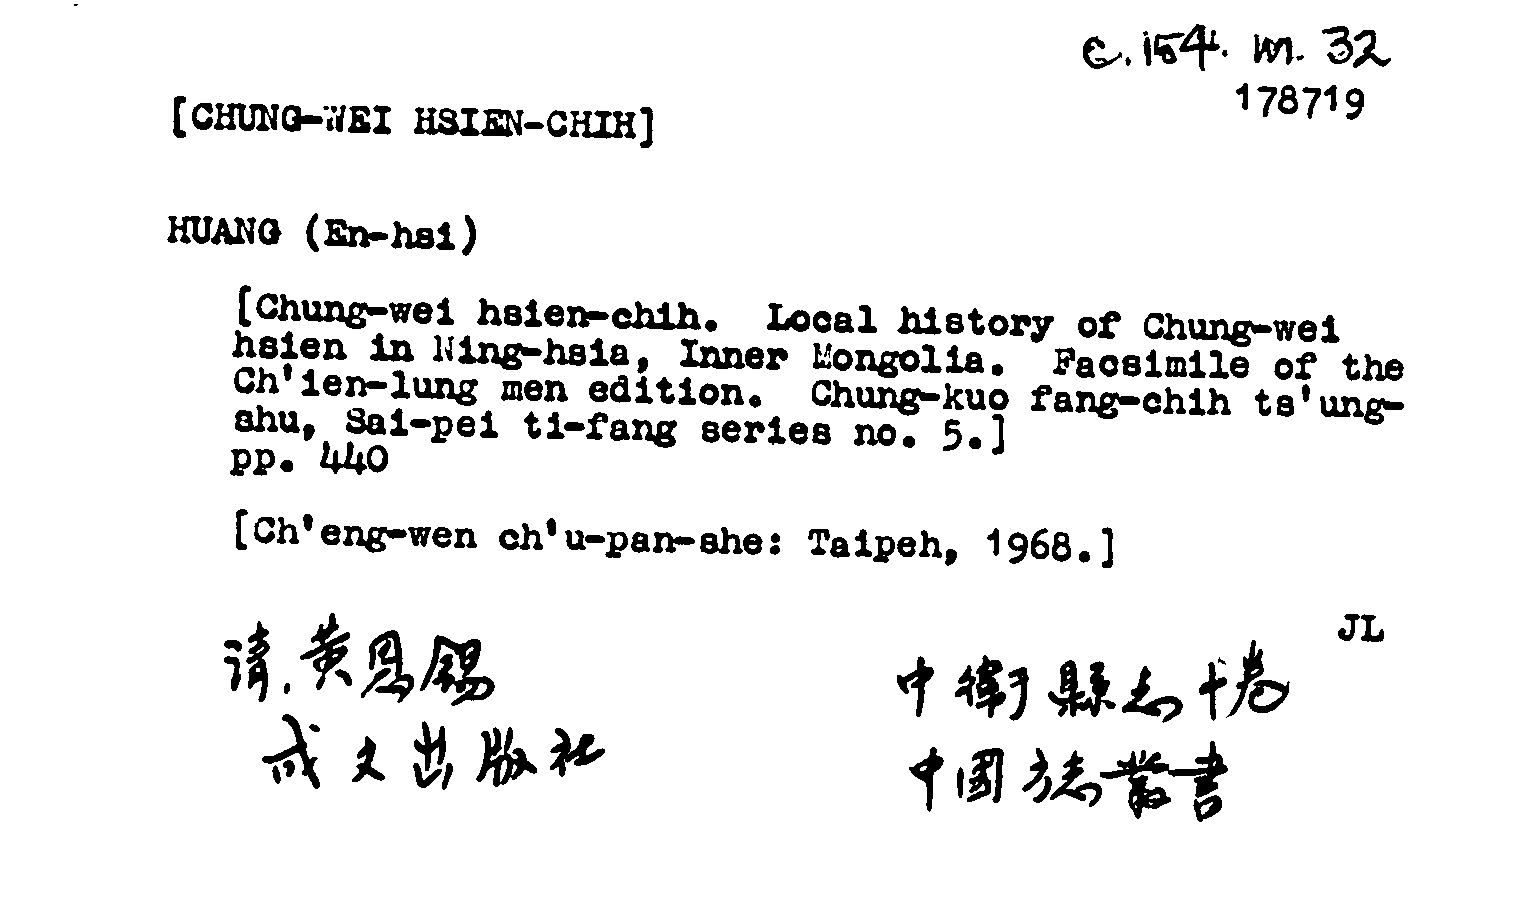 c.154. m. 32
178719
[CHUNG-WEI HSIEN-CHIH]
HUANG (En-hsi)
[Chung-wei hsien-chih. Local history of Chung-wei
hsien in Ning-hsia, Inner Mongolia. Facsimile of the
Ch'ien-lung men edition. Chung-kuo fang-chih ts'ung-
shu, Sai-pei ti-fang series no. 5.]
pp. 440
[Ch'eng-wen ch'u-pan-she: Taipeh, 1968.]
JL
清.黄恩錫
成文出版社
中衛縣志十卷
中國方志叢書